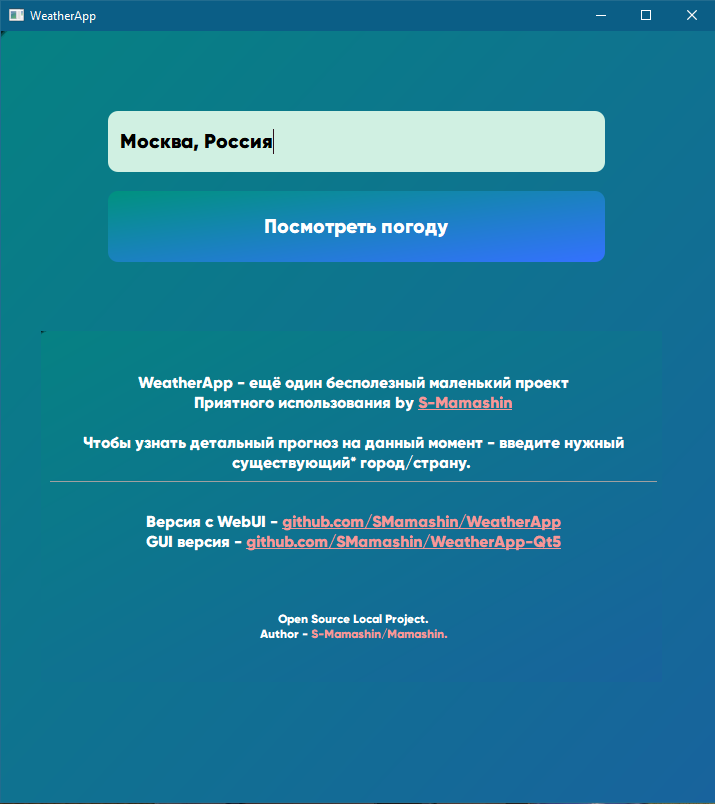 WeatherApp
Москва, Россия
Посмотреть погоду
WeatherApp - ещё один бесполезный маленький проект
Приятного использования by S-Mamashin
Чтобы узнать детальный прогноз на данный момент - введите нужный
существующий* город/страну.
Версия с WebUI - github.com/SMamashin/WeatherApp
GUI версия - github.com/SMamashin/WeatherApp-Qt5
Open Source Local Project.
Author - S-Mamashin/Mamashin.